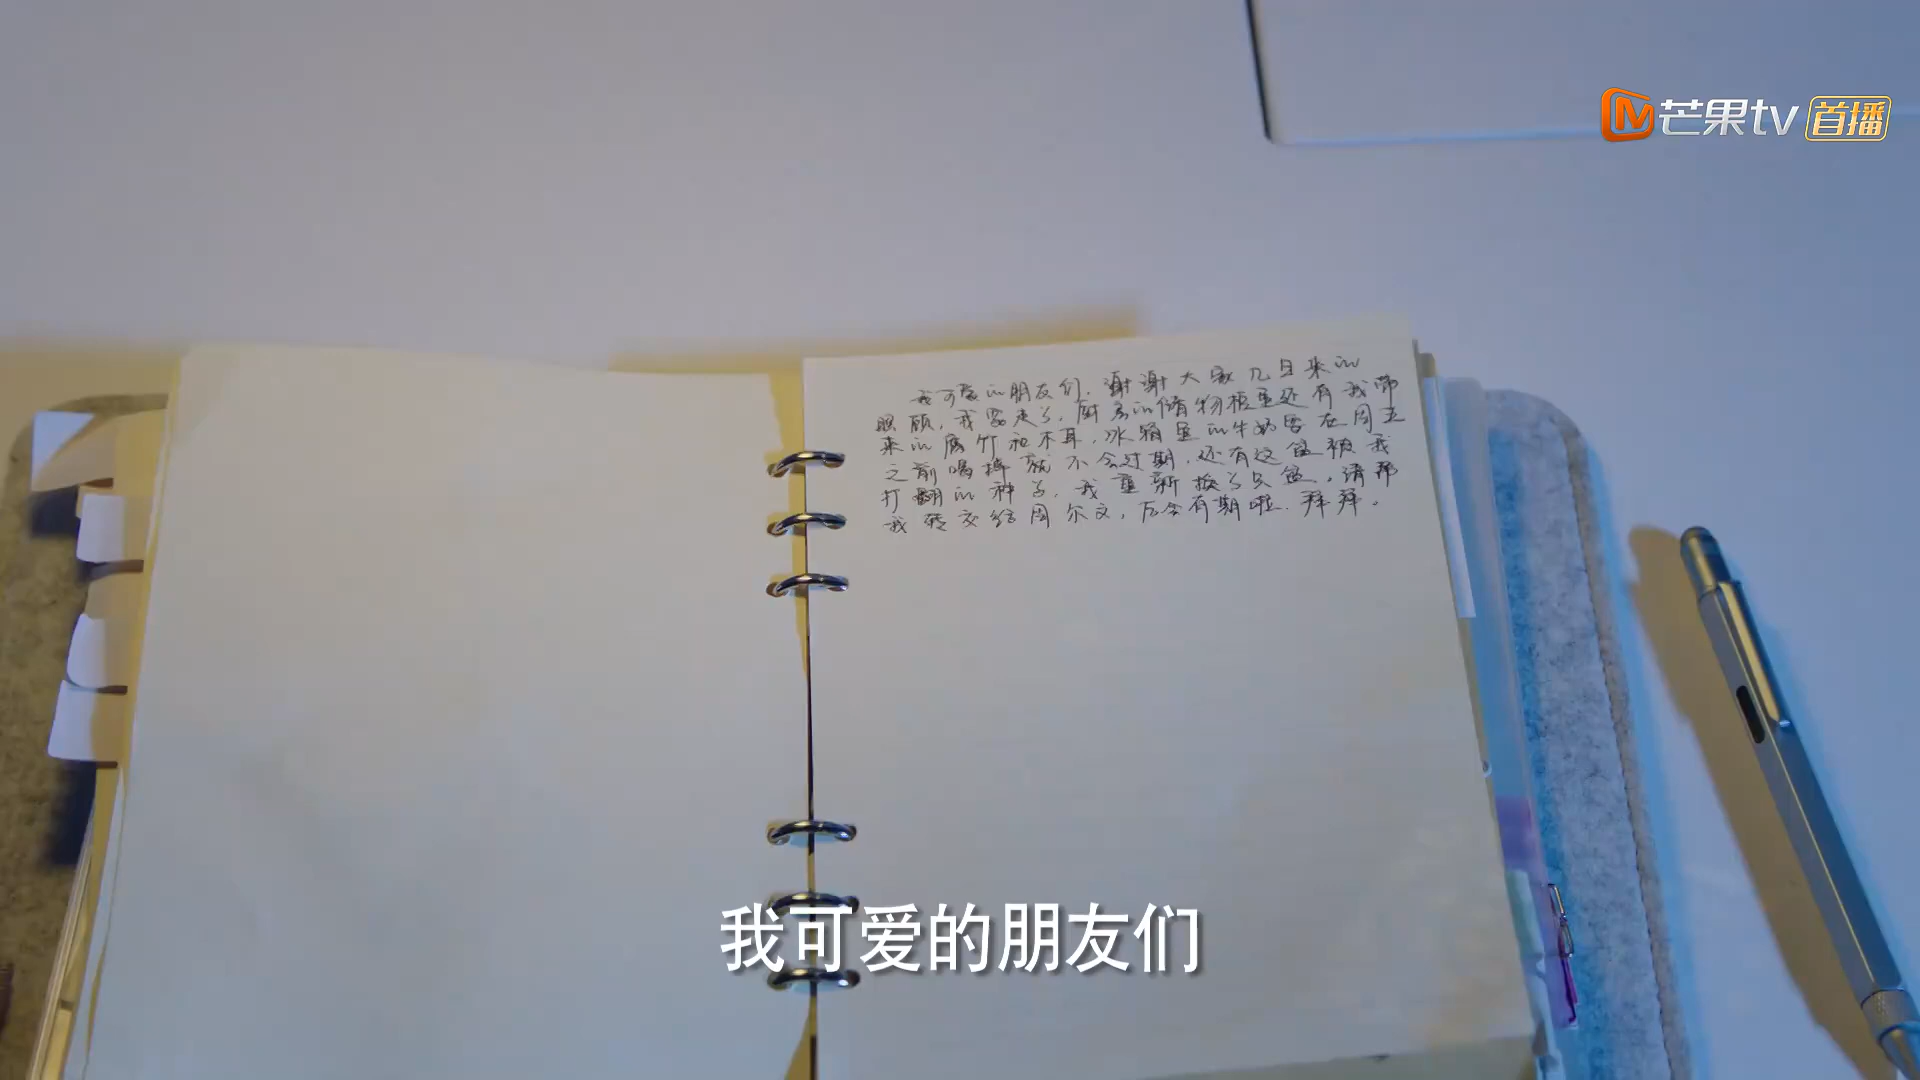 芒果tv 首播
我可爱的朋友们，谢谢大家几日来的
照顾，我要走了，厨房的储物柜里还有我带
来的腐竹和木耳，冰箱里的牛奶要在周五
之前喝掉就不会过期，还有这盆被我
打翻的种子，我重新换了只盆，请帮
我转交给周尔文，后会有期啦，拜拜。
我可爱的朋友们